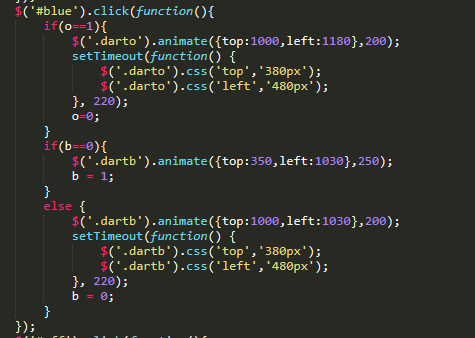 });
$('#blue').click(function(){
if(o==1){
$('.darto').animate({top:1000,left:1180},200);
setTimeout(function() {
$('.darto').css('top','380px');
$('.darto').css('left','480px');
}, 220);
o=0;
}
if(b==0){
$('.dartb').animate({top:350,left:1030},250);
b = 1;
}
else {
$('.dartb').animate({top:1000,left:1030},200);
setTimeout(function() {
$('.dartb').css('top','380px');
$('.dartb').css('left','480px');
}, 220);
b = 0;
}
});